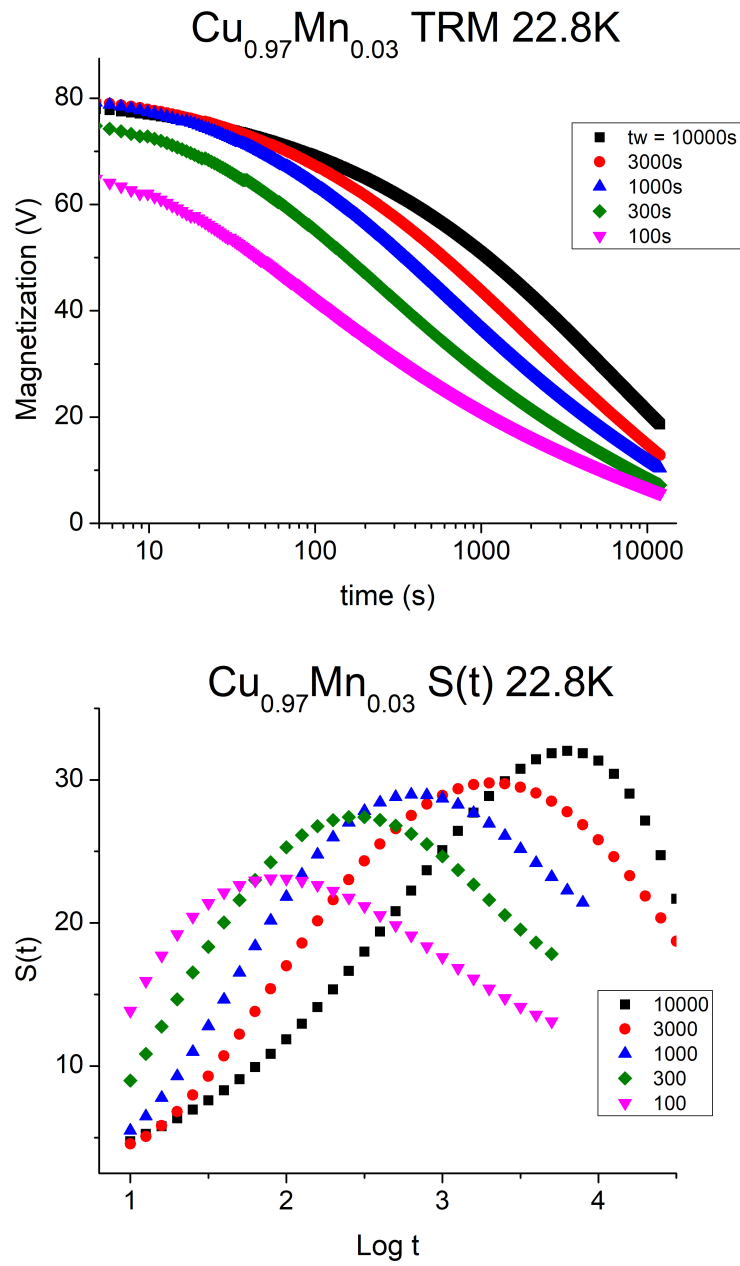 Cu0.97Mn0.03 TRM 22.8K
80
60
40
20
0
Magnetization (V)
tw = 10000s
3000s
1000s
300s
100s
10
100
1000
10000
time (s)
Cu0.97Mn0.03 S(t) 22.8K
30
20
10
S(t)
10000
3000
1000
300
100
1
2
3
4
Log t